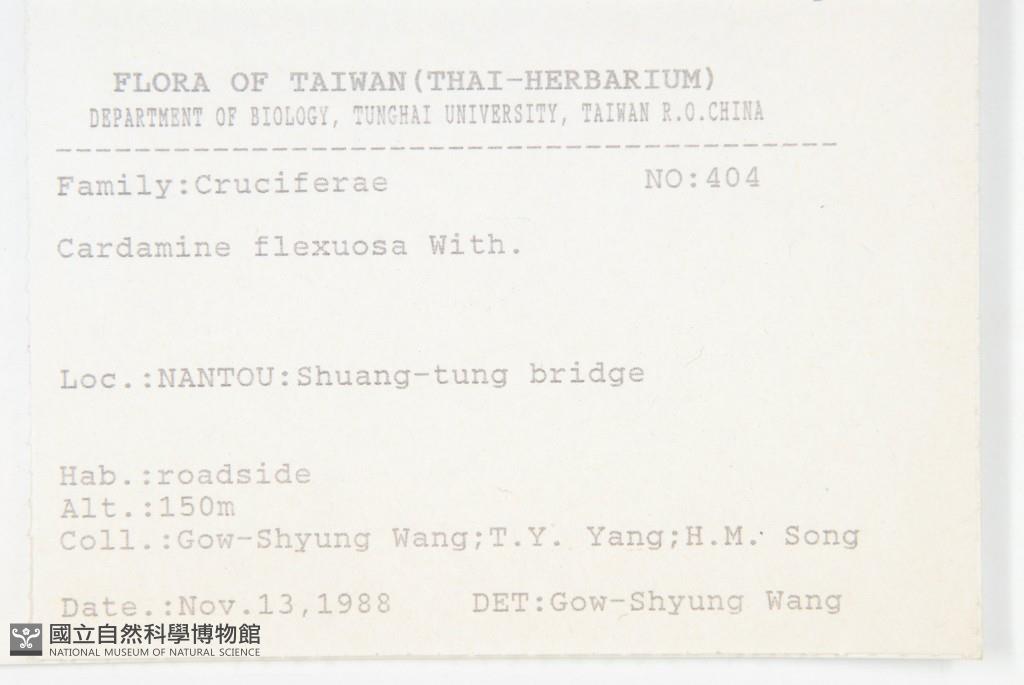 FLORA OF TAIWAN(THAI-HERBARIUM)
DEPARTMENT OF BIOLOGY, TUNGHAI UNIVERSITY, TAIWAN R.O.CHINA
Family:Cruciferae NO:404
Cardamine flexuosa With.
Loc.:NANTOU:Shuang-tung bridge
Hab.:roadside
Alt.:150m
Coll.:Gow-Shyung Wang;T.Y. Yang;H.M. Song
Date.:Nov.13,1988 DET:Gow-Shyung Wang
國立自然科學博物館
NATIONAL MUSEUM OF NATURAL SCIENCE